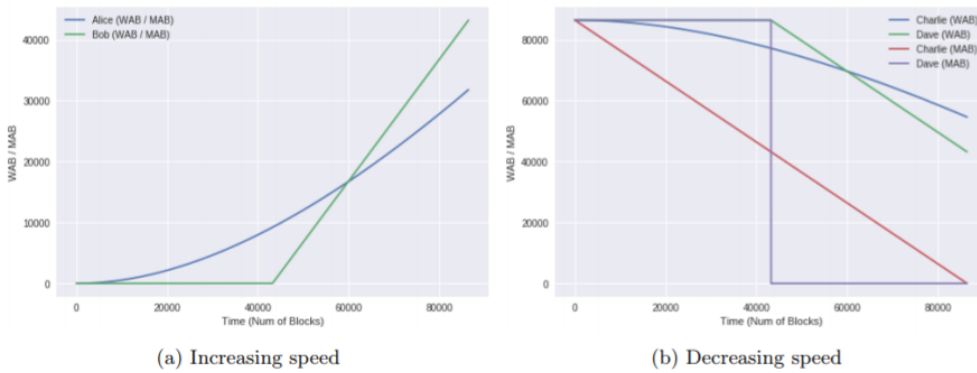 Alice (WAB / MAB)
Bob (WAB / MAB)
40000
30000
20000
10000
0
WAB / MAB
0
20000
40000
60000
80000
Time (Num of Blocks)
(a) Increasing speed
Charlie (WAB)
Dave (WAB)
Charlie (MAB)
Dave (MAB)
80000
60000
40000
20000
0
WAB / MAB
0
20000
40000
60000
80000
Time (Num of Blocks)
(b) Decreasing speed